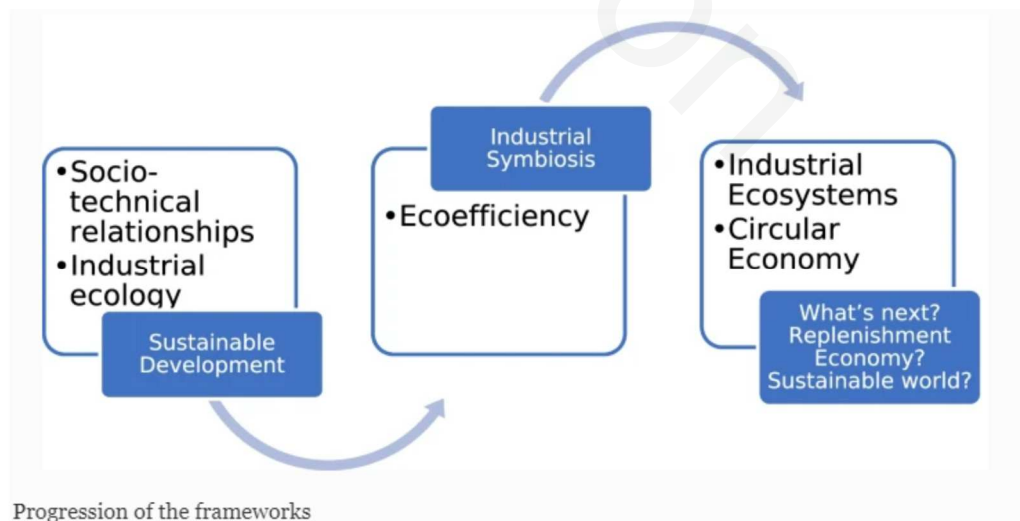 •Socio-
technical
relationships
•Industrial
ecology
Sustainable
Development
Industrial
Symbiosis
•Ecoefficiency
•Industrial
Ecosystems
•Circular
Economy
What's next?
Replenishment
Economy?
Sustainable world?
Progression of the frameworks